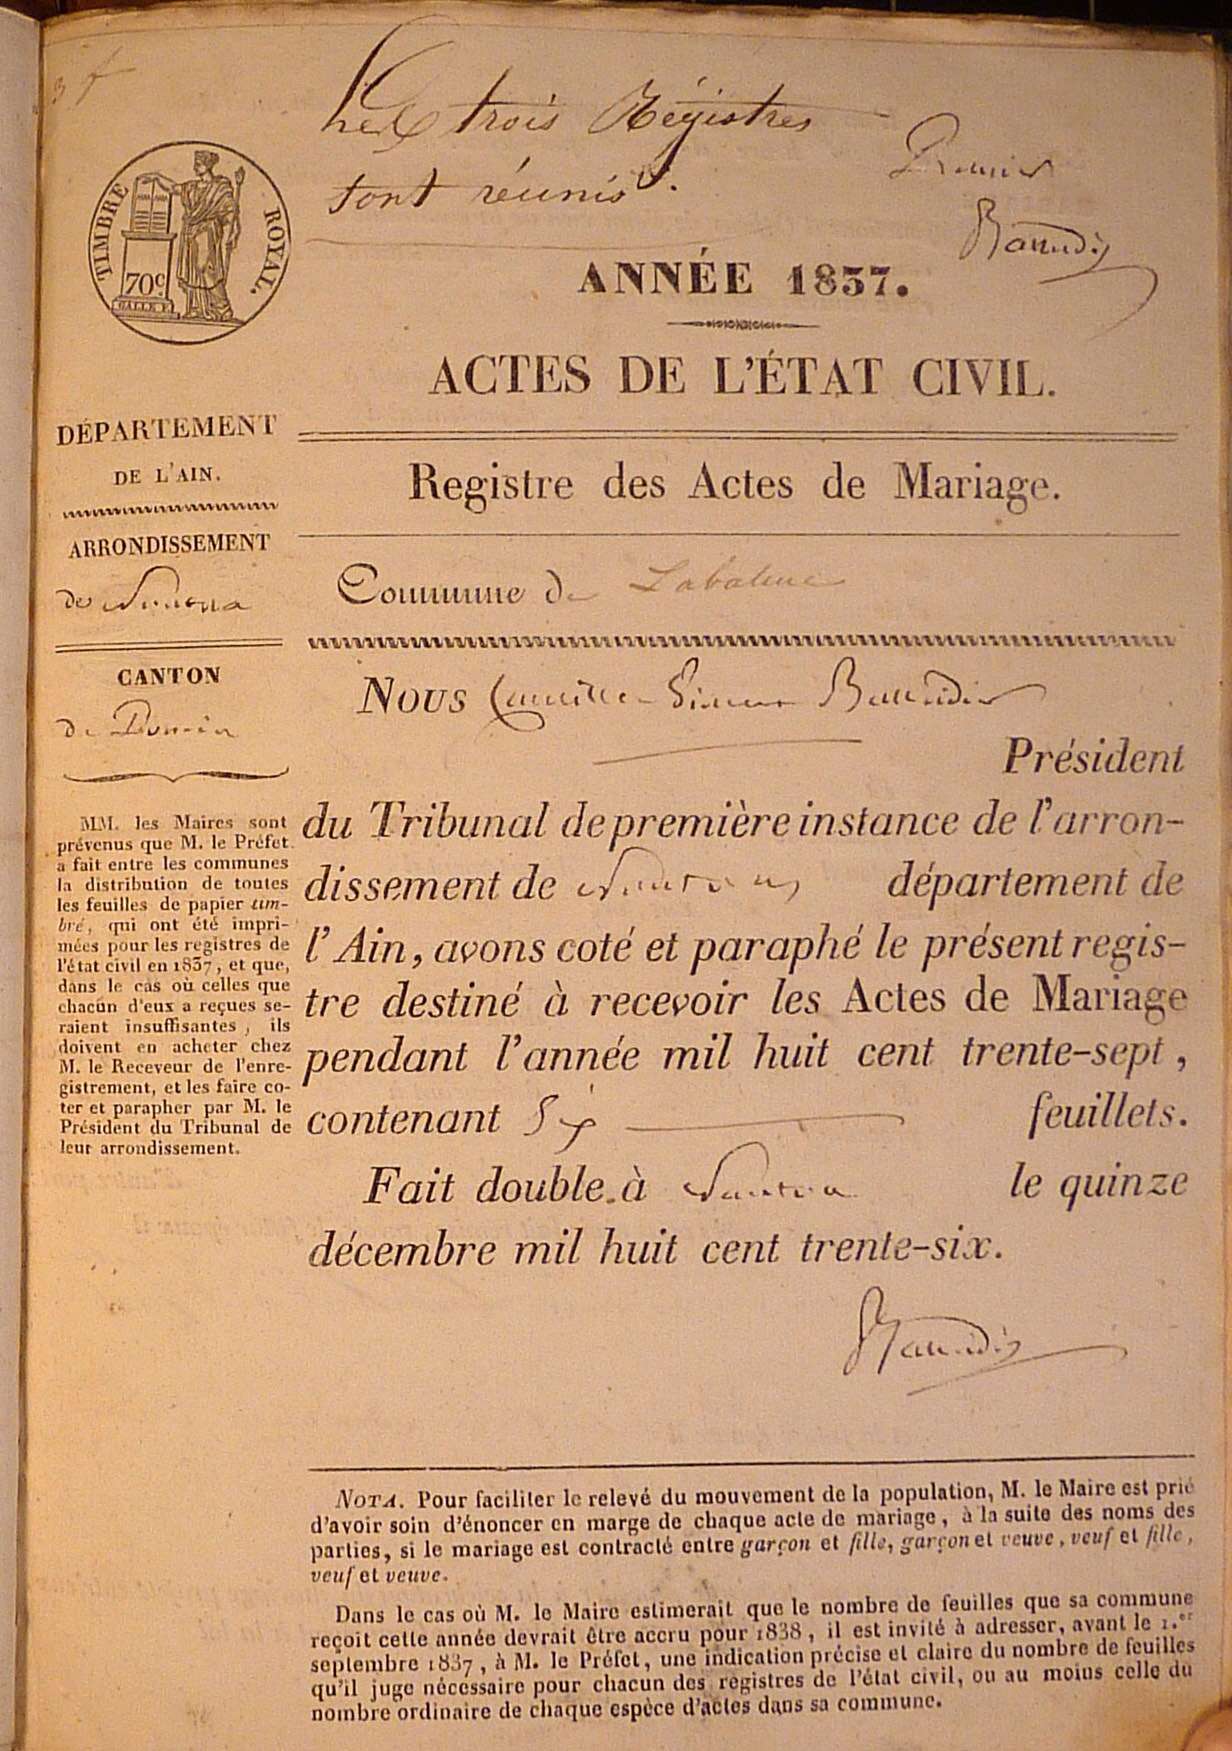 Les trois Régistres
sont réunis.
Premier
Baudin
TIMBRE ROYAL.
70c
ANNÉE 1837.
ACTES DE L'ÉTAT CIVIL.
DÉPARTEMENT
DE L'AIN.
ARRONDISSEMENT
de Nantua
CANTON
de Poncin
MM. les Maires sont
prévenus que M. le Préfet
a fait entre les communes
la distribution de toutes
les feuilles de papier tim-
bré, qui ont été impri-
mées pour les registres de
l'état civil en 1837, et que,
dans le cas où celles que
chacun d'eux a reçues se-
raient insuffisantes, ils
doivent en acheter chez
M. le Receveur de l'enre-
gistrement, et les faire co-
ter et parapher par M. le
Président du Tribunal de
leur arrondissement.
Registre des Actes de Mariage.
Commune de Labalme
Nous Camille
Président
du Tribunal de première instance de l'arron-
dissement de Nantua département de
l'Ain, avons coté et paraphé le présent regis-
tre destiné à recevoir les Actes de Mariage
pendant l'année mil huit cent trente-sept,
contenant Six feuillets.
Fait double à Nantua le quinze
décembre mil huit cent trente-six.
NOTA. Pour faciliter le relevé du mouvement de la population, M. le Maire est prié
d'avoir soin d'énoncer en marge de chaque acte de mariage, à la suite des noms des
parties, si le mariage est contracté entre garçon et fille, garçon et veuve, veuf et fille,
veuf et veuve.
Dans le cas où M. le Maire estimerait que le nombre de feuilles que sa commune
reçoit cette année devrait être accru pour 1838, il est invité à adresser, avant le 1.er
septembre 1837, à M. le Préfet, une indication précise et claire du nombre de feuilles
qu'il juge nécessaire pour chacun des registres de l'état civil, ou au moins celle du
nombre ordinaire de chaque espèce d'actes dans sa commune.